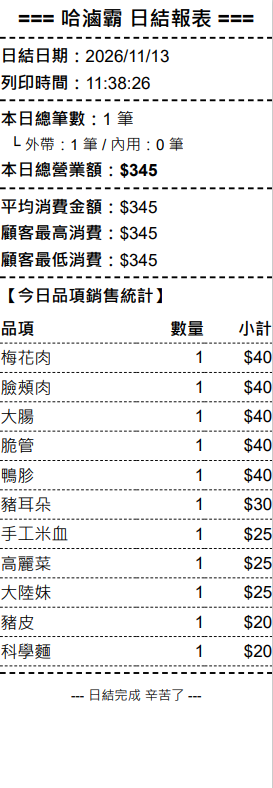 === 哈滷霸 日結報表 ===
日結日期：2026/11/13
列印時間：11:38:26
本日總筆數：1 筆
└ 外帶：1 筆 / 內用：0 筆
本日總營業額：$345
平均消費金額：$345
顧客最高消費：$345
顧客最低消費：$345
【今日品項銷售統計】
品項 數量 小計
梅花肉 1 $40
臉頰肉 1 $40
大腸 1 $40
脆管 1 $40
鴨胗 1 $40
豬耳朵 1 $30
手工米血 1 $25
高麗菜 1 $25
大陸妹 1 $25
豬皮 1 $20
科學麵 1 $20
--- 日結完成 辛苦了 ---